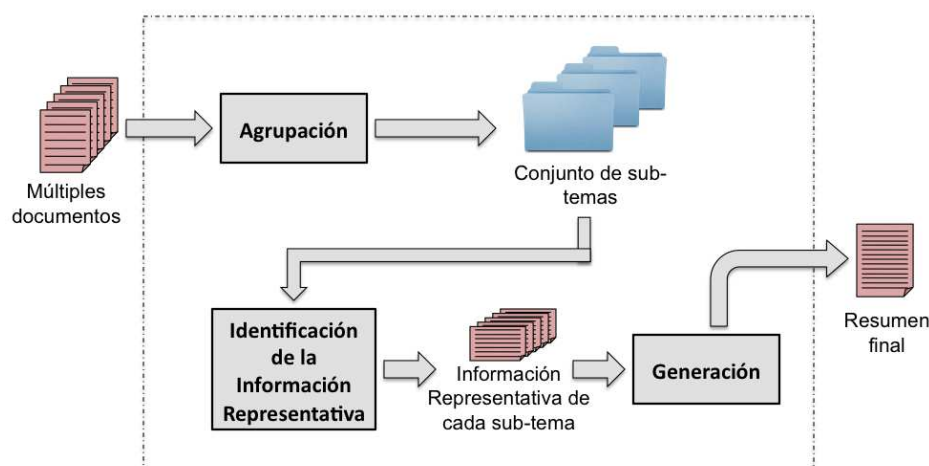 Múltiples
documentos
Agrupación
Conjunto de sub-
temas
Identificación
de la
Información
Representativa
Información
Representativa de
cada sub-tema
Generación
Resumen
final